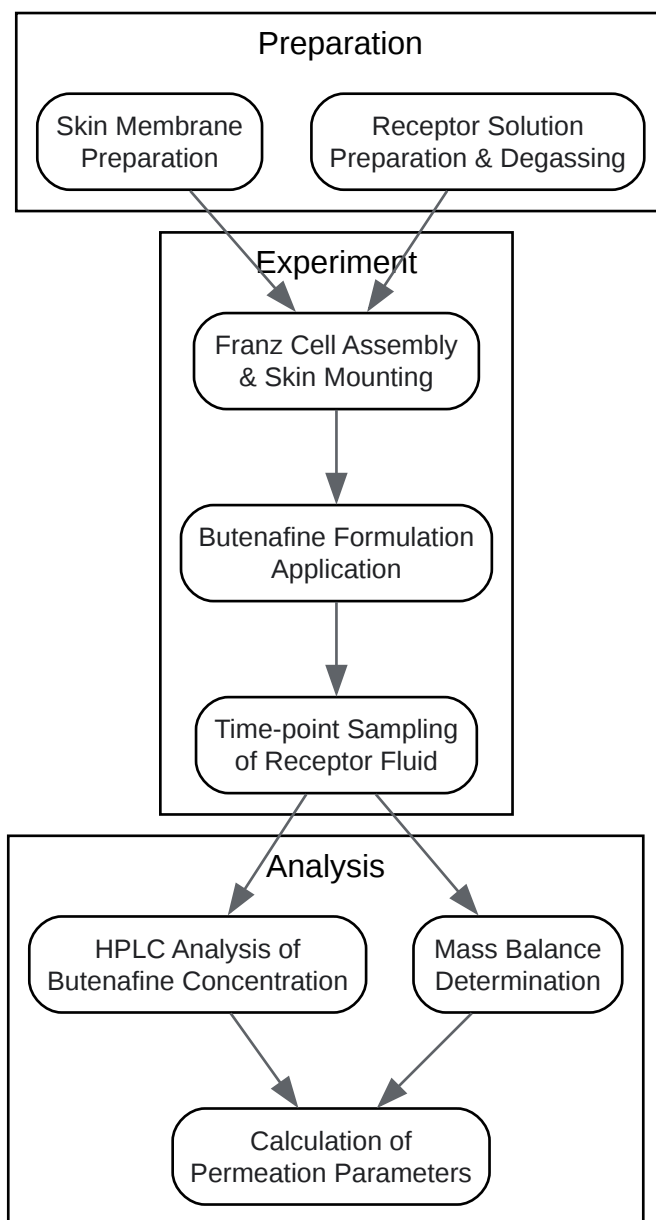 Preparation
Skin Membrane
Preparation
Receptor Solution
Preparation & Degassing
Experiment
Franz Cell Assembly
& Skin Mounting
Butenafine Formulation
Application
Time-point Sampling
of Receptor Fluid
Analysis
HPLC Analysis of
Butenafine Concentration
Mass Balance
Determination
Calculation of
Permeation Parameters